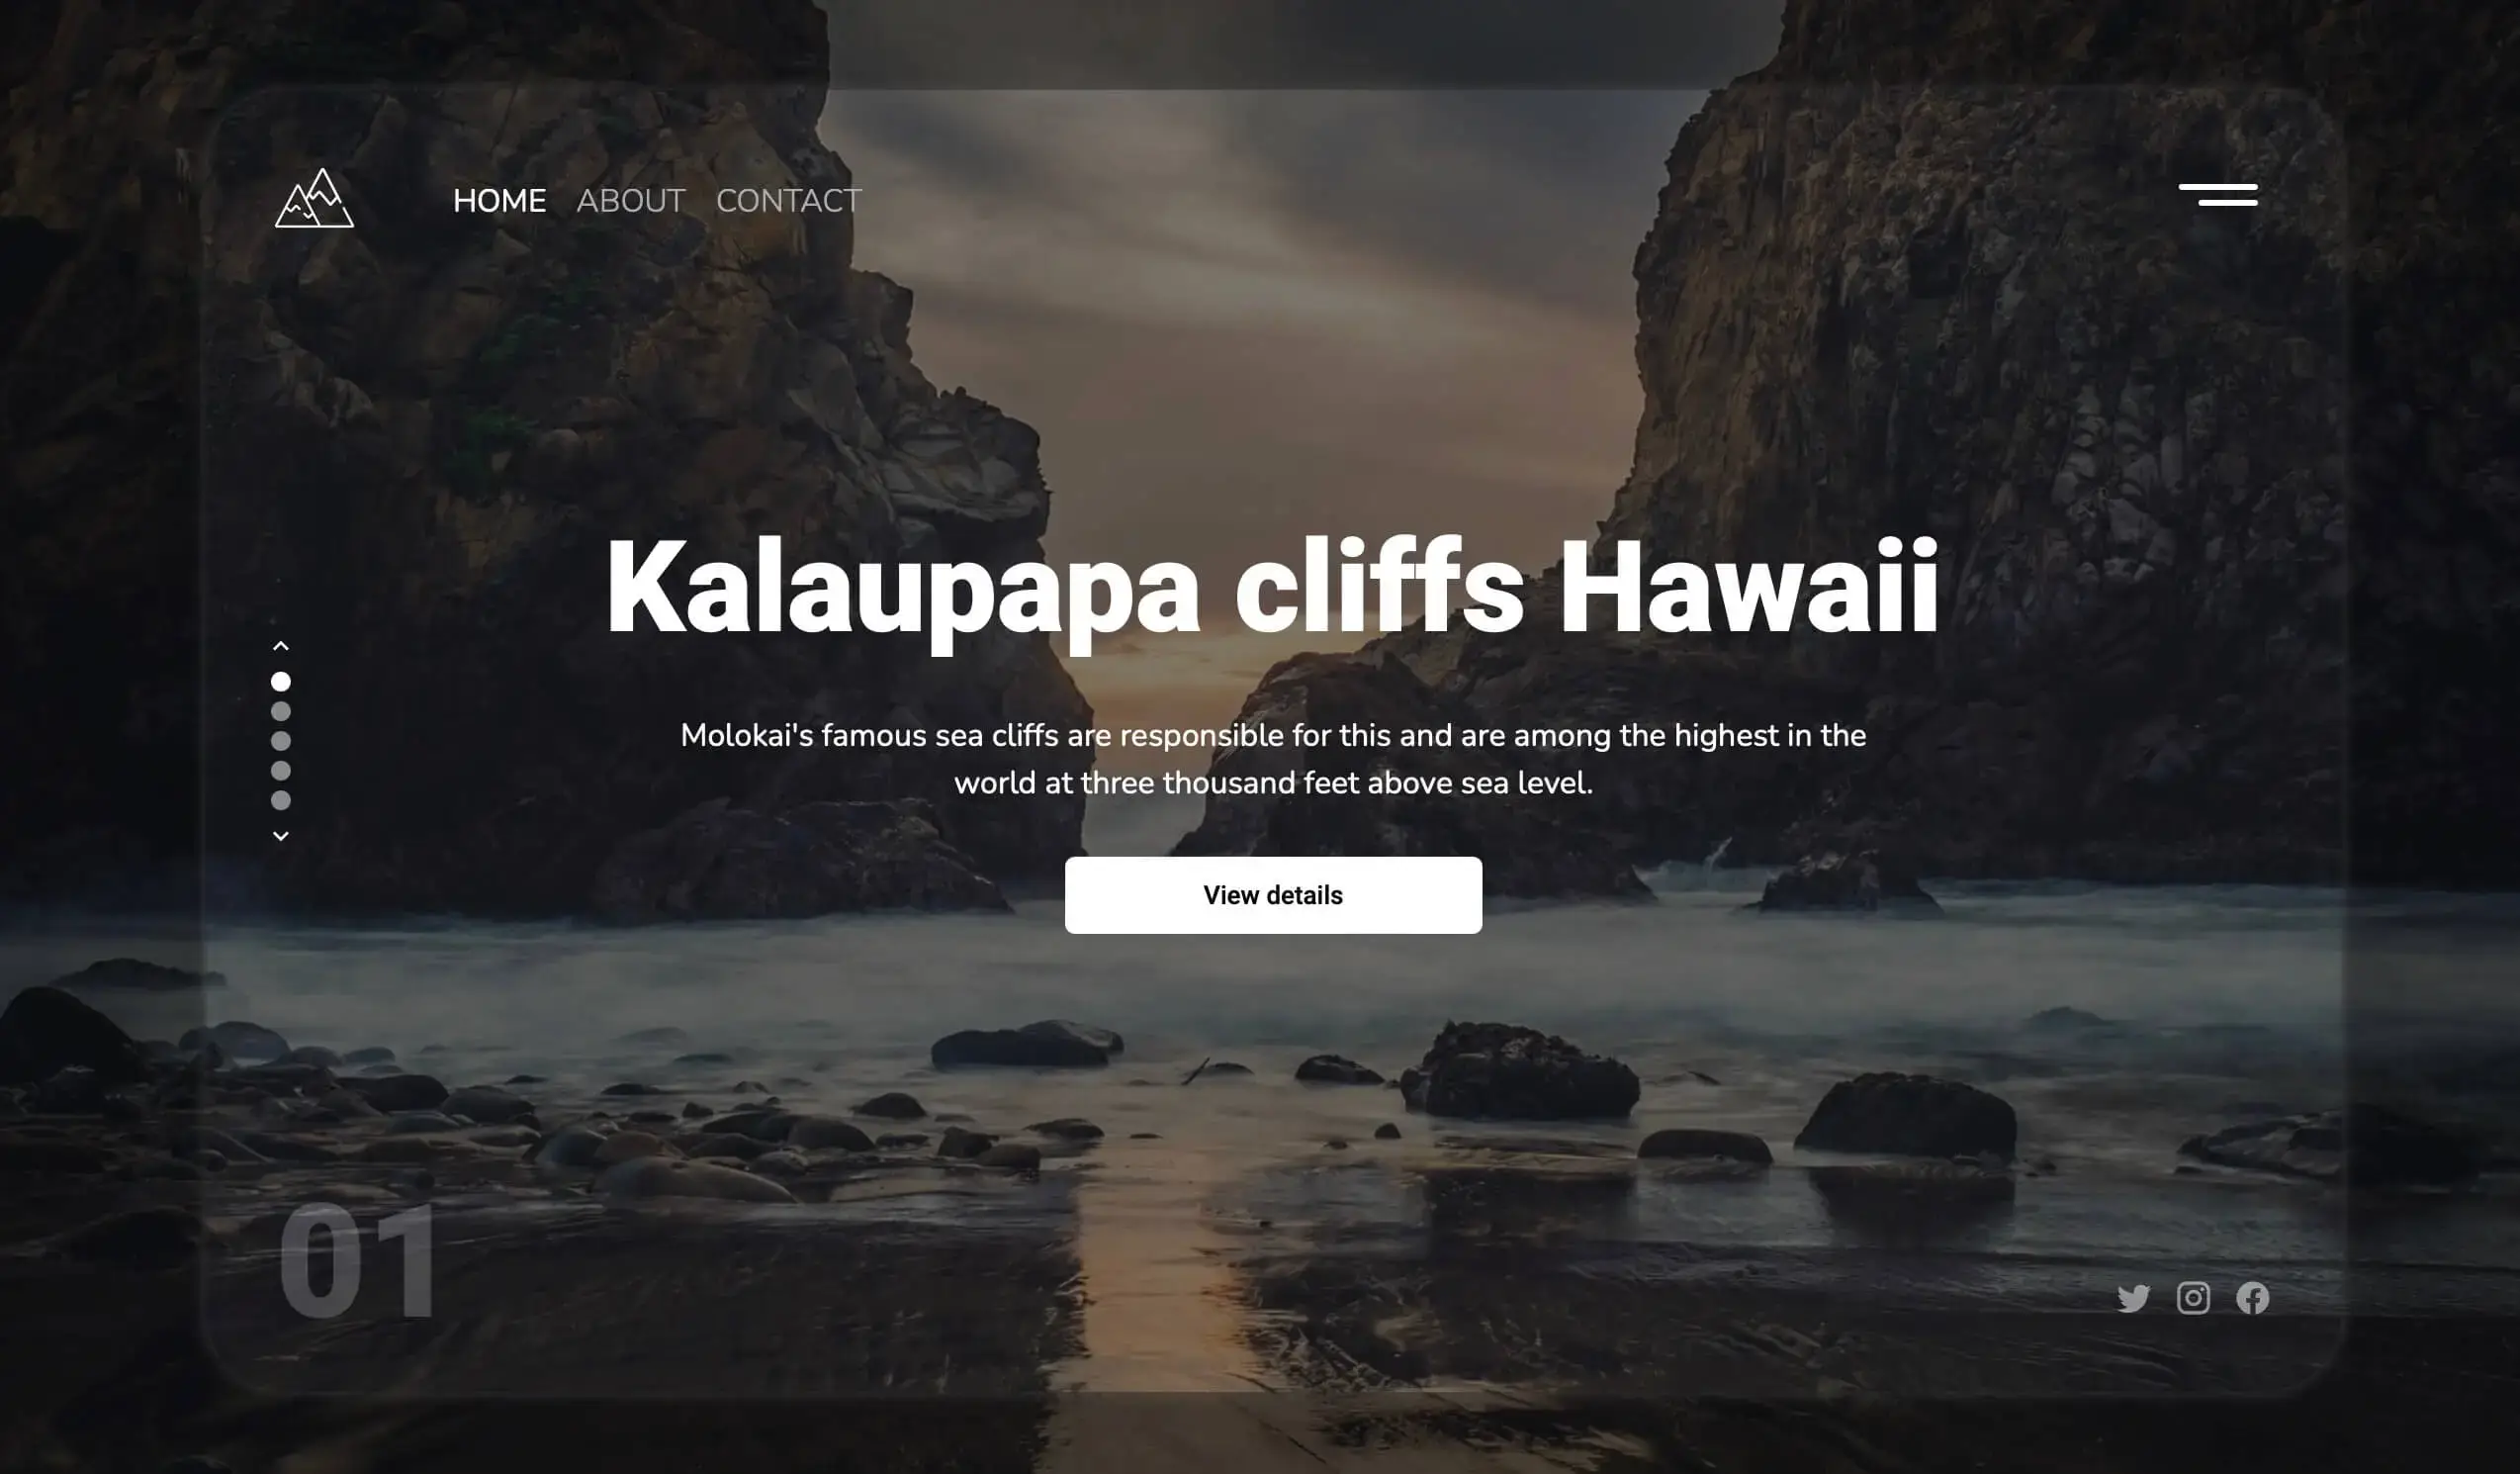 HOME ABOUT CONTACT
Kalaupapa cliffs Hawaii
Molokai's famous sea cliffs are responsible for this and are among the highest in the
world at three thousand feet above sea level.
View details
01